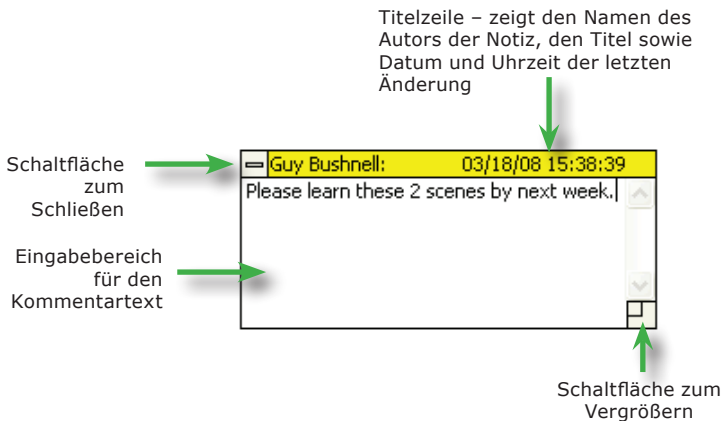 Titelzeile – zeigt den Namen des
Autors der Notiz, den Titel sowie
Datum und Uhrzeit der letzten
Änderung
Schaltfläche
zum
Schließen
Guy Bushnell: 03/18/08 15:38:39
Please learn these 2 scenes by next week.
Eingabebereich
für den
Kommentartext
Schaltfläche zum
Vergrößern